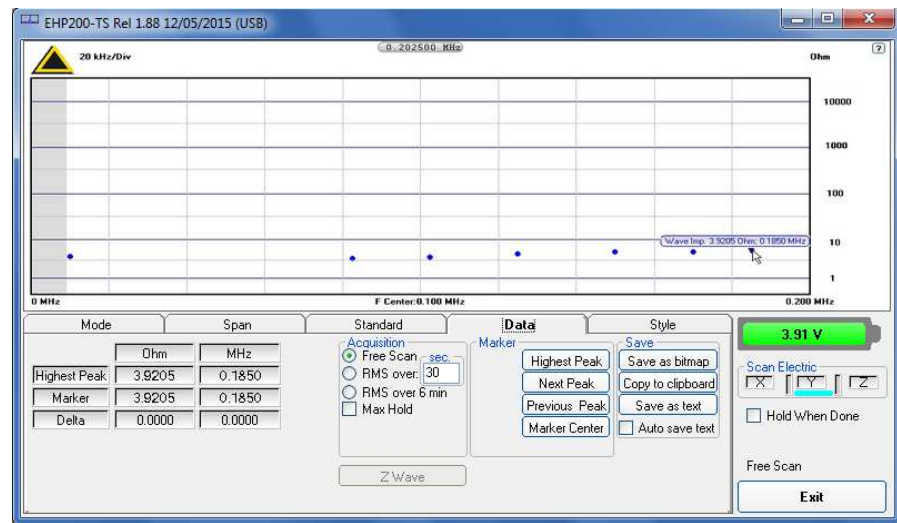 EHP200-TS Rel 1.88 12/05/2015 (USB)
20 kHz/Div
0.202500 MHz
Ohm
?
10000
1000
100
Wave Imp. 3.9205 Ohm; 0.1850 MHz
10
1
0 MHz
F Center:0.100 MHz
0.200 MHz
Mode
Span
Standard
Data
Style
3.91 V
Ohm
MHz
Highest Peak
3.9205
0.1850
Marker
3.9205
0.1850
Delta
0.0000
0.0000
Acquisition
Free Scan
sec.
RMS over:
30
RMS over 6 min
Max Hold
Z Wave
Marker
Highest Peak
Next Peak
Previous Peak
Marker Center
Save
Save as bitmap
Copy to clipboard
Save as text
Auto save text
Scan Electric
X [ Y ] [ Z
Hold When Done
Free Scan
Exit